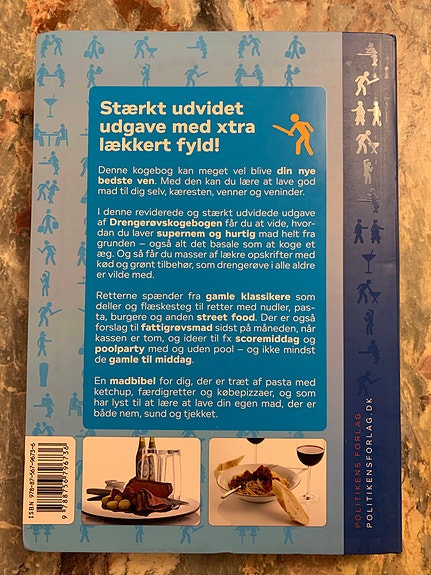 Stærkt udvidet
udgave med xtra
lækkert fyld!
Denne kogebog kan meget vel blive din nye
bedste ven. Med den kan du lære at lave god
mad til dig selv, kæresten, venner og veninder.
I denne reviderede og stærkt udvidede udgave
af Drengerøvskogebogen får du at vide, hvor-
dan du laver supernem og hurtig mad helt fra
grunden – også alt det basale som at koge et
æg. Og så får du masser af lækre opskrifter med
kød og grønt tilbehør, som drengerøve i alle aldre
er vilde med.
Retterne spænder fra gamle klassikere som
deller og flæskesteg til retter med nudler, pas-
ta, burgere og anden street food. Der er også
forslag til fattigrøvsmad sidst på måneden, når
kassen er tom, og ideer til fx scoremiddag og
poolparty med og uden pool – og ikke mindst
de gamle til middag.
En madbibel for dig, der er træt af pasta med
ketchup, færdigretter og købepizzaer, og som
har lyst til at lære at lave din egen mad, der er
både nem, sund og tjekket.
ISBN 978-87-567-9673-6
9 788756 796736
POLITIKENS FORLAG
POLITIKENSFORLAG.DK